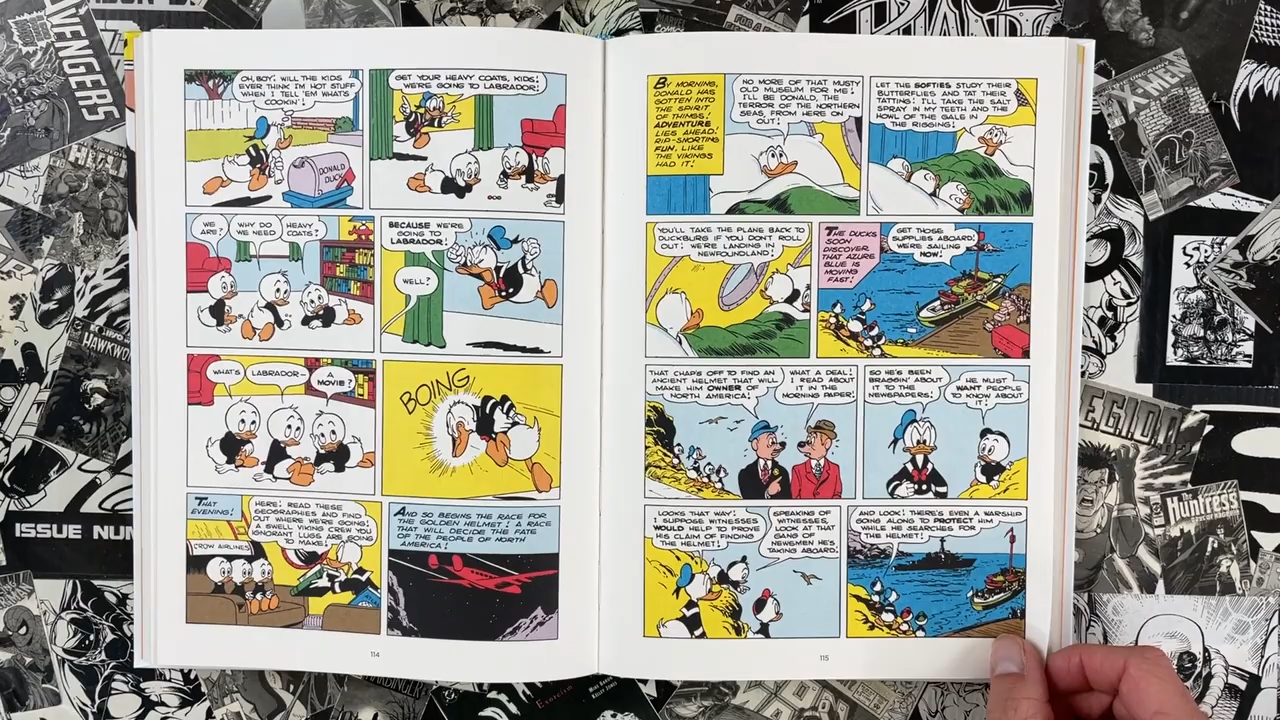 OH, BOY! WILL THE KIDS
EVER THINK I'M HOT STUFF
WHEN I TELL 'EM WHAT'S
COOKIN'!
DONALD
DUCK
GET YOUR HEAVY COATS, KIDS!
WE'RE GOING TO LABRADOR!
WE
ARE?
WHY DO
WE NEED
HEAVY
COATS?
BECAUSE WE'RE
GOING TO
LABRADOR!
WELL?
WHAT'S
LABRADOR—
A
MOVIE?
BOING
THAT
EVENING!
HERE! READ THESE
GEOGRAPHIES AND FIND
OUT WHERE WE'RE GOING!
A SWELL VIKING CREW YOU
IGNORANT LUGS ARE GOING
TO MAKE!
CROW AIRLINES
AND SO BEGINS THE RACE FOR
THE GOLDEN HELMET! A RACE
THAT WILL DECIDE THE FATE
OF THE PEOPLE OF NORTH
AMERICA!
114
BY MORNING,
DONALD HAS
GOTTEN INTO
THE SPIRIT
OF THINGS!
ADVENTURE
LIES AHEAD!
RIP-SNORTING
FUN, LIKE
THE VIKINGS
HAD IT!
NO MORE OF THAT MUSTY
OLD MUSEUM FOR ME!
I'LL BE DONALD, THE
TERROR OF THE NORTHERN
SEAS, FROM HERE ON
OUT!
LET THE SOFTIES STUDY THEIR
BUTTERFLIES AND TAT THEIR
TATTING! I'LL TAKE THE SALT
SPRAY IN MY TEETH AND THE
HOWL OF THE GALE IN
THE RIGGING!
YOU'LL TAKE THE PLANE BACK TO
DUCKBURG IF YOU DON'T ROLL
OUT! WE'RE LANDING IN
NEWFOUNDLAND!
THE DUCKS
SOON
DISCOVER
THAT AZURE
BLUE IS
MOVING
FAST!
GET THOSE
SUPPLIES ABOARD!
WE'RE SAILING
NOW!
THAT CHAP'S OFF TO FIND AN
ANCIENT HELMET THAT WILL
MAKE HIM OWNER OF
NORTH AMERICA!
WHAT A DEAL!
I READ ABOUT
IT IN THE
MORNING PAPER!
SO HE'S BEEN
BRAGGIN' ABOUT
IT TO THE
NEWSPAPERS!
HE MUST
WANT PEOPLE
TO KNOW ABOUT
IT!
LOOKS THAT WAY!
I SUPPOSE WITNESSES
WOULD HELP TO PROVE
HIS CLAIM OF FINDING
THE HELMET!
SPEAKING OF
WITNESSES,
LOOK AT THAT
GANG OF
NEWSMEN HE'S
TAKING ABOARD!
AND LOOK! THERE'S EVEN A WARSHIP
GOING ALONG TO PROTECT HIM
WHILE HE SEARCHES FOR
THE HELMET!
115
AVENGERS
HAWKWO
ISSUE NUM
X-MEN
LEGION
'92
The
Huntress
Exorcism